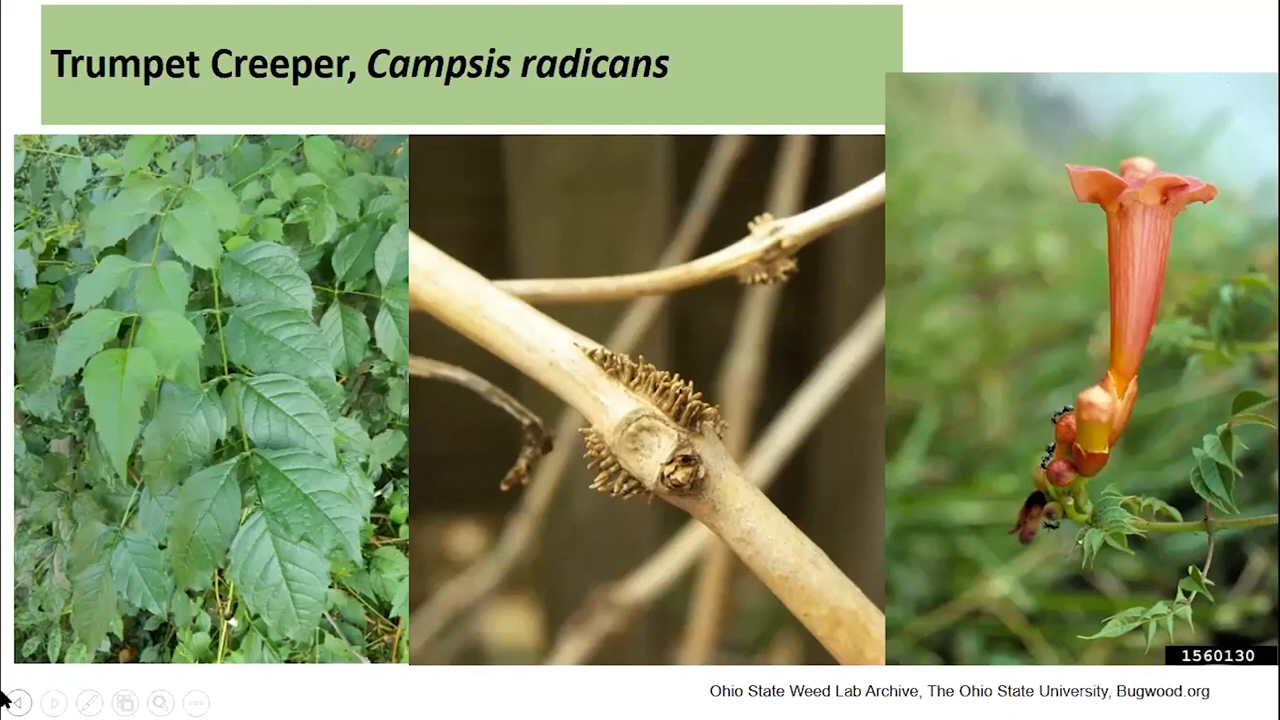 Trumpet Creeper, Campsis radicans
1560130
Ohio State Weed Lab Archive, The Ohio State University, Bugwood.org